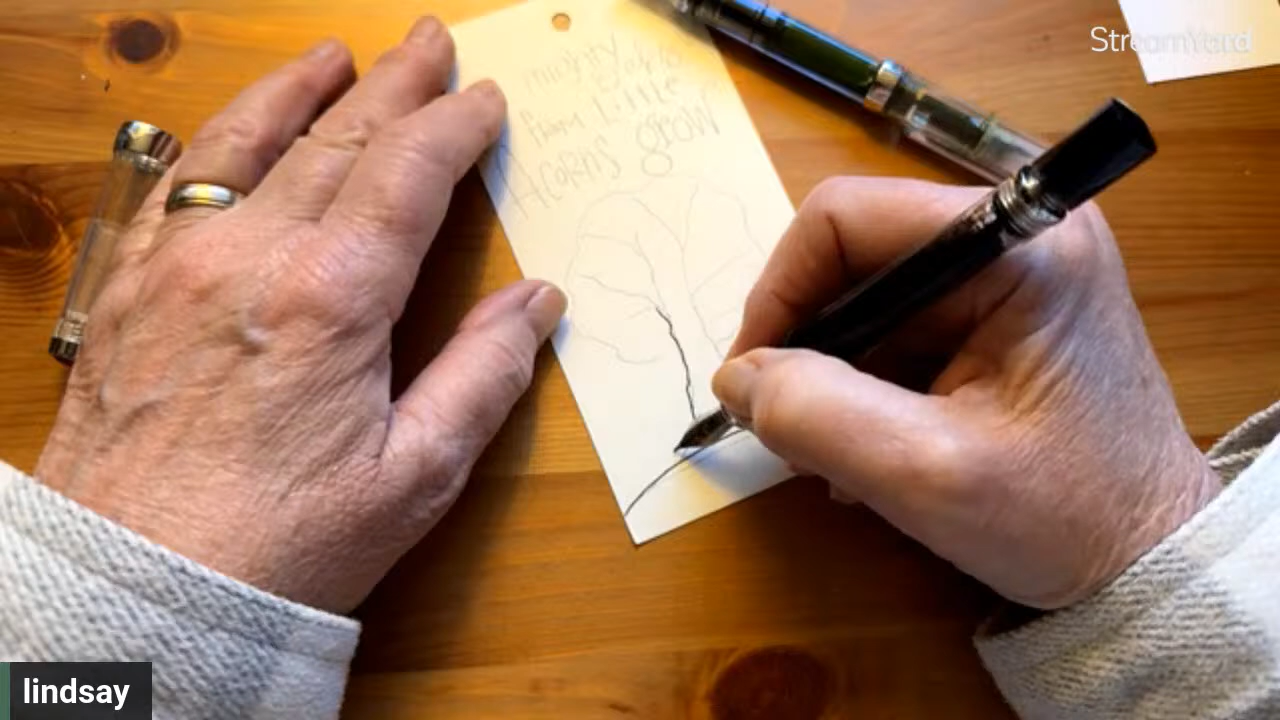 mighty
from Little
Acorns grow
StreamYard
lindsay